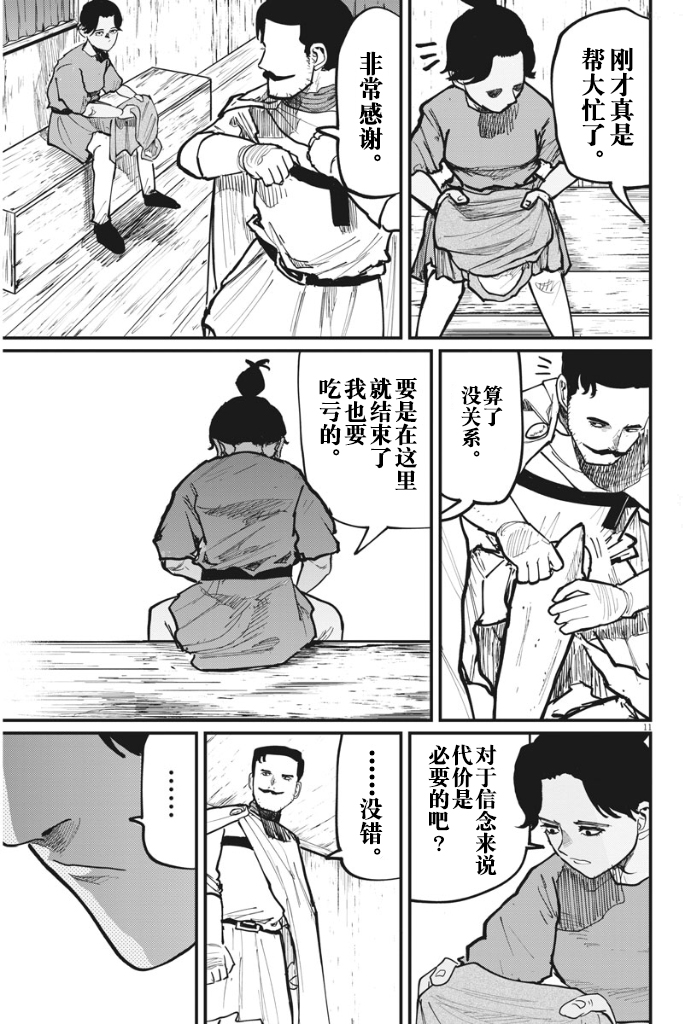 刚才真是
帮大忙了。
非常感谢。
算了
没关系。
要是在这里
就结束了
我也要
吃亏的。
11
对于信念来说
代价是
必要的吧？
……没错。
……